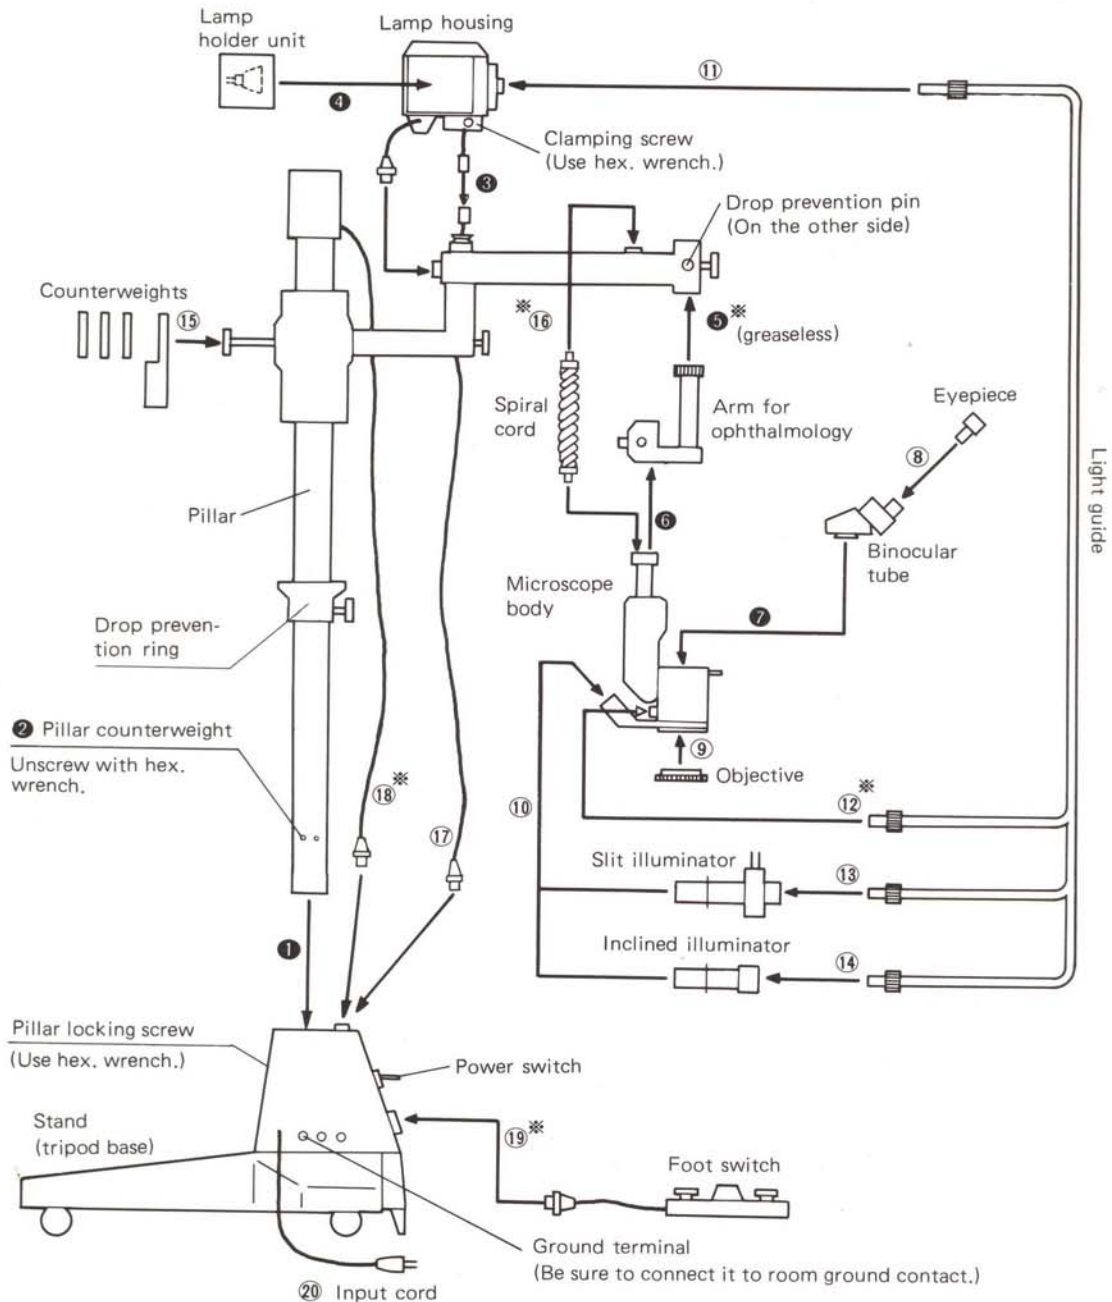 Lamp
holder unit
Lamp housing
⑪
❹
Clamping screw
(Use hex. wrench.)
❸
Drop prevention pin
(On the other side)
Counterweights
⑮
※⑯
❺※
(greaseless)
Spiral
cord
Arm for
ophthalmology
Eyepiece
⑧
Light guide
Pillar
❻
Binocular
tube
Microscope
body
❼
Drop preven-
tion ring
❷ Pillar counterweight
Unscrew with hex.
wrench.
⑨
Objective
⑱※
⑩
⑫※
⑰
Slit illuminator
⑬
❶
Inclined illuminator
⑭
Pillar locking screw
(Use hex. wrench.)
Power switch
Stand
(tripod base)
⑲※
Foot switch
Ground terminal
(Be sure to connect it to room ground contact.)
⑳ Input cord